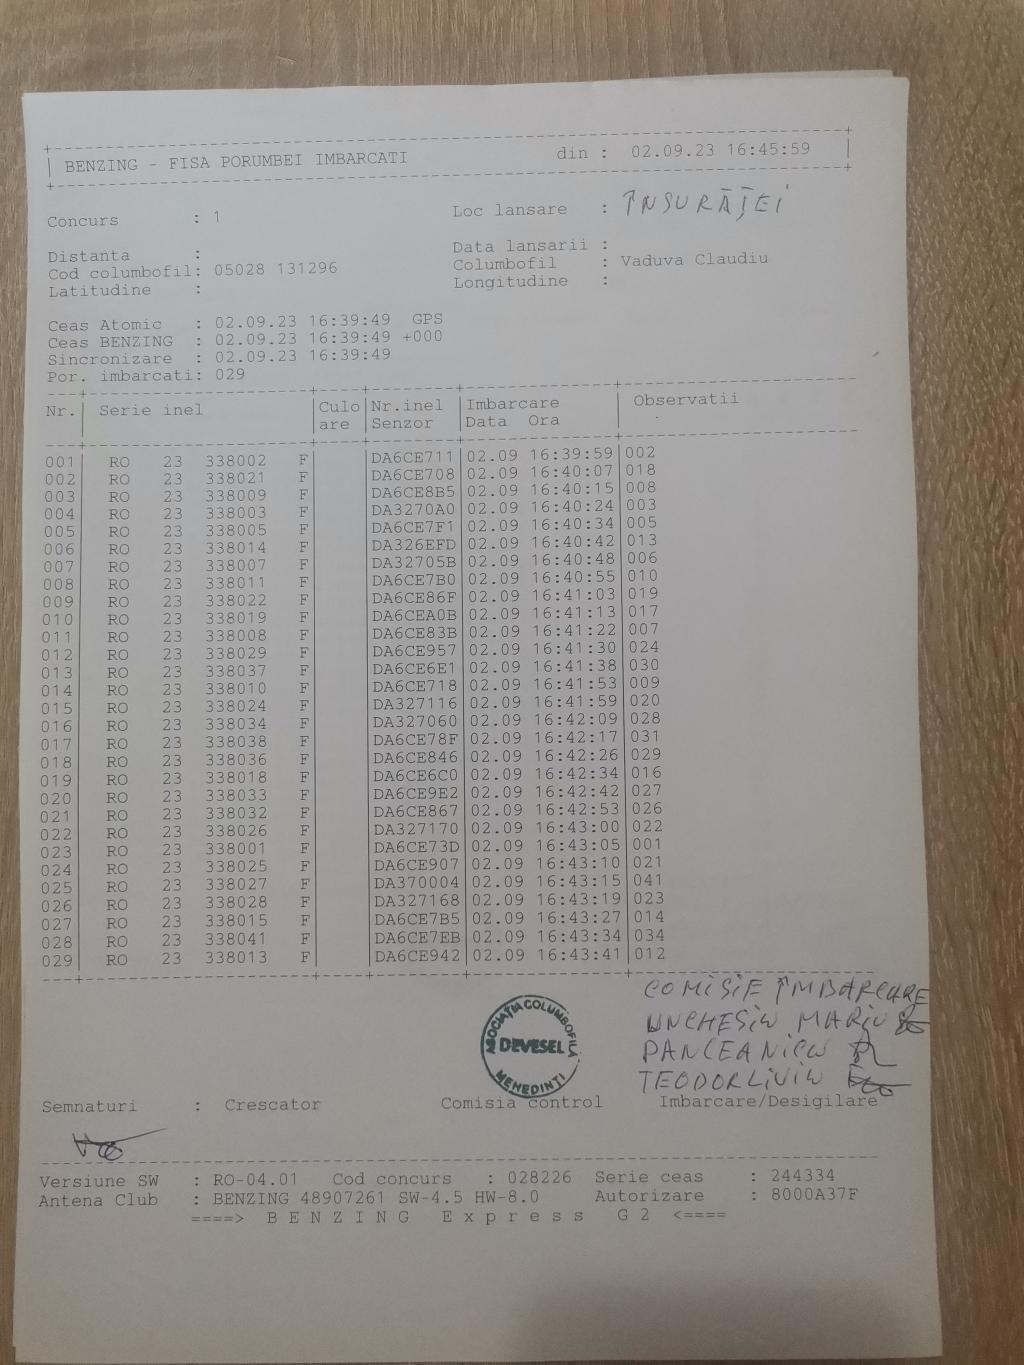 BENZING - FISA PORUMBEI IMBARCATI din : 02.09.23 16:45:59
Concurs : 1 Loc lansare : ÎNSURĂȚEI
Distanta : Data lansarii :
Cod columbofil: 05028 131296 Columbofil : Vaduva Claudiu
Latitudine : Longitudine :
Ceas Atomic : 02.09.23 16:39:49 GPS
Ceas BENZING : 02.09.23 16:39:49 +000
Sincronizare : 02.09.23 16:39:49
Por. imbarcati: 029
Nr. Serie inel Culo Nr.inel Imbarcare Observatii
are Senzor Data Ora
001 RO 23 338002 F DA6CE711 02.09 16:39:59 002
002 RO 23 338021 F DA6CE708 02.09 16:40:07 018
003 RO 23 338009 F DA6CE8B5 02.09 16:40:15 008
004 RO 23 338003 F DA3270A0 02.09 16:40:24 003
005 RO 23 338005 F DA6CE7F1 02.09 16:40:34 005
006 RO 23 338014 F DA326EFD 02.09 16:40:42 013
007 RO 23 338007 F DA32705B 02.09 16:40:48 006
008 RO 23 338011 F DA6CE7B0 02.09 16:40:55 010
009 RO 23 338022 F DA6CE86F 02.09 16:41:03 019
010 RO 23 338019 F DA6CEA0B 02.09 16:41:13 017
011 RO 23 338008 F DA6CE83B 02.09 16:41:22 007
012 RO 23 338029 F DA6CE957 02.09 16:41:30 024
013 RO 23 338037 F DA6CE6E1 02.09 16:41:38 030
014 RO 23 338010 F DA6CE718 02.09 16:41:53 009
015 RO 23 338024 F DA327116 02.09 16:41:59 020
016 RO 23 338034 F DA327060 02.09 16:42:09 028
017 RO 23 338038 F DA6CE78F 02.09 16:42:17 031
018 RO 23 338036 F DA6CE846 02.09 16:42:26 029
019 RO 23 338018 F DA6CE6C0 02.09 16:42:34 016
020 RO 23 338033 F DA6CE9E2 02.09 16:42:42 027
021 RO 23 338032 F DA6CE867 02.09 16:42:53 026
022 RO 23 338026 F DA327170 02.09 16:43:00 022
023 RO 23 338001 F DA6CE73D 02.09 16:43:05 001
024 RO 23 338025 F DA6CE907 02.09 16:43:10 021
025 RO 23 338027 F DA370004 02.09 16:43:15 041
026 RO 23 338028 F DA327168 02.09 16:43:19 023
027 RO 23 338015 F DA6CE7B5 02.09 16:43:27 014
028 RO 23 338041 F DA6CE7EB 02.09 16:43:34 034
029 RO 23 338013 F DA6CE942 02.09 16:43:41 012
COMISIE ÎMBARCARE
UNCHESIU MARIUS
PANCEA NICU
TEODOR LIVIU
ASOCIAȚIA COLUMBOFILĂ
DEVESEL
MEHEDINȚI
Semnaturi : Crescator Comisia control Imbarcare/Desigilare
Versiune SW : RO-04.01 Cod concurs : 028226 Serie ceas : 244334
Antena Club : BENZING 48907261 SW-4.5 HW-8.0 Autorizare : 8000A37F
====> B E N Z I N G E x p r e s s G 2 <====